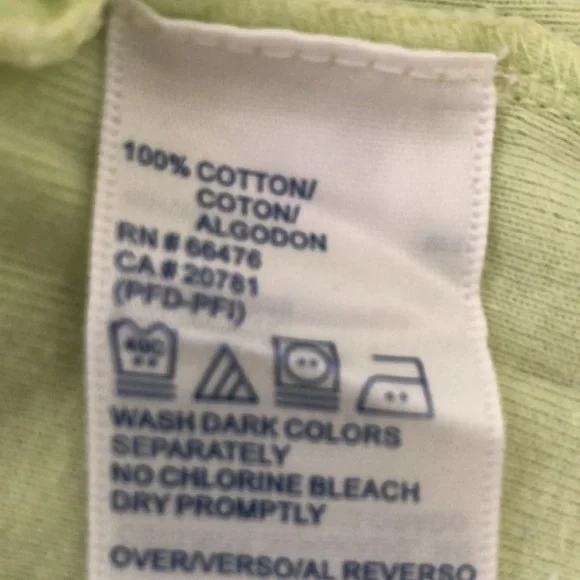 100% COTTON/
COTON/
ALGODON
RN # 66476
CA # 20781
(PFD-PFI)
WASH DARK COLORS
SEPARATELY
NO CHLORINE BLEACH
DRY PROMPTLY
OVER/VERSO/AL REVERSO